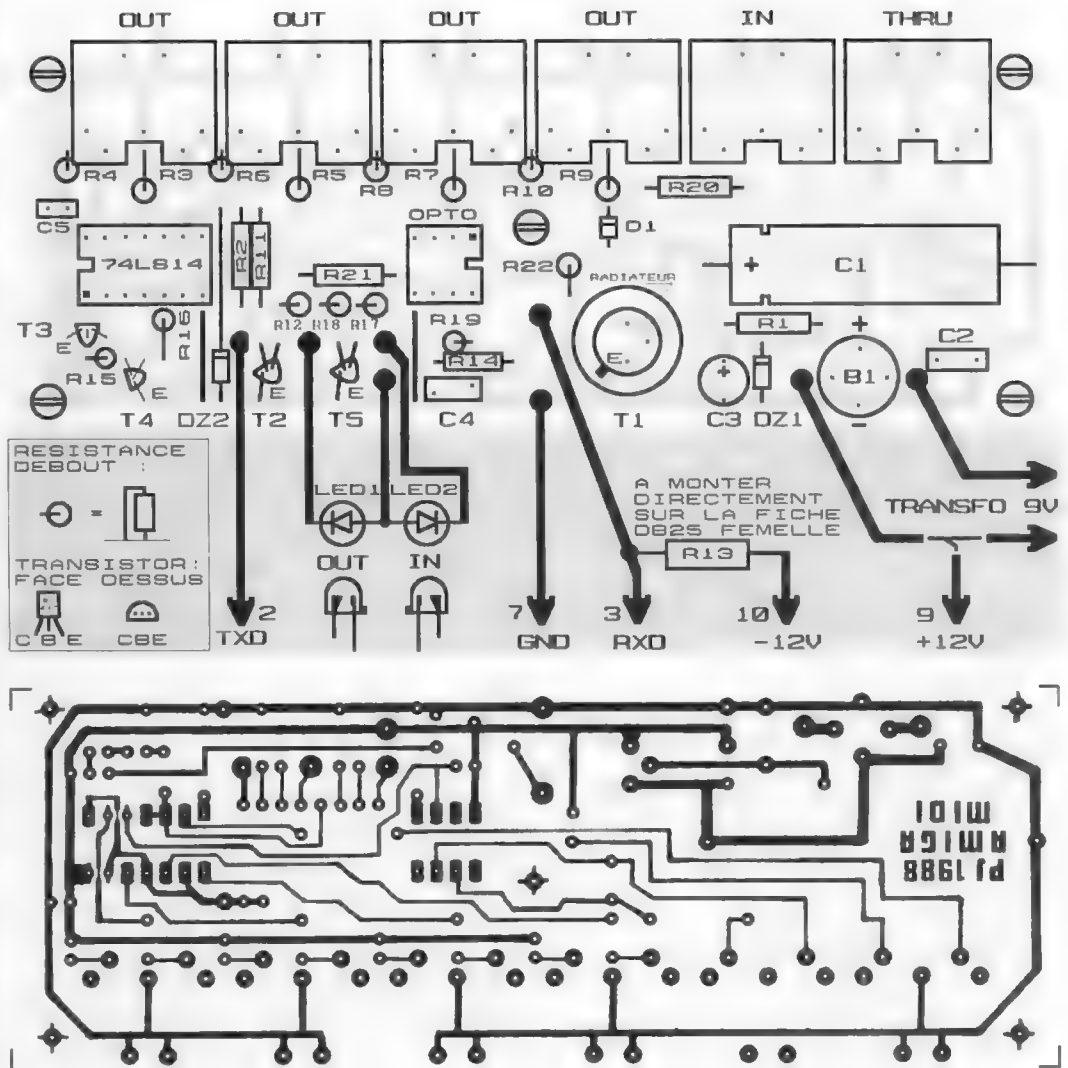 OUT OUT OUT OUT IN THRU
R4 R3 R6 R5 R8 R7 R10 R9 R20
C5 OPTO D1
74LS14 R2 R11 R21 R22 RADIATEUR C1
R12 R18 R17 R19 R1 C2
T3 E R16 R14 E B1
R15 E T4 DZ2 E T2 E T5 C4 T1 C3 DZ1
RESISTANCE
DEBOUT :
=
TRANSISTOR:
FACE DESSUS
C B E CBE
LED1 LED2
OUT IN
A MONTER
DIRECTEMENT
SUR LA FICHE
DB25 FEMELLE
R13
TRANSFO 9V
2 7 3 10 9
TXD GND RXD -12V +12V
PJ1988
AMIGA
MIDI